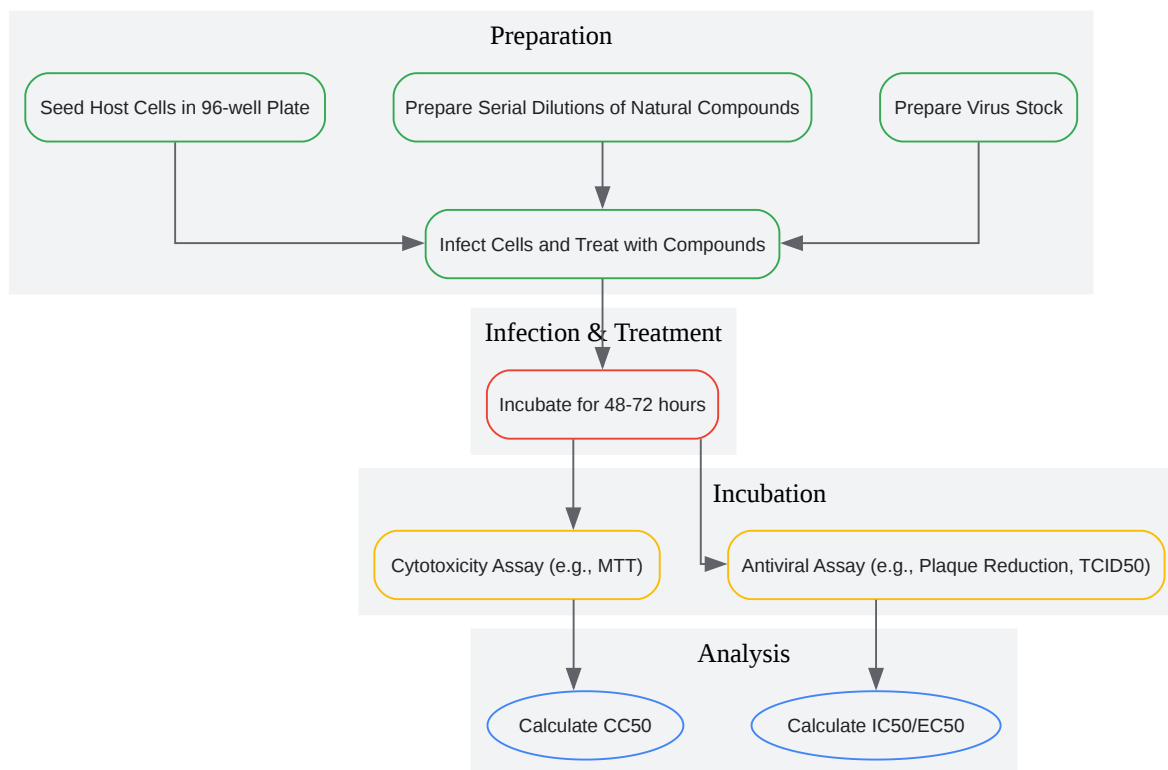 Preparation
Seed Host Cells in 96-well Plate
Prepare Serial Dilutions of Natural Compounds
Prepare Virus Stock
Infect Cells and Treat with Compounds
Infection & Treatment
Incubate for 48-72 hours
Incubation
Cytotoxicity Assay (e.g., MTT)
Antiviral Assay (e.g., Plaque Reduction, TCID50)
Analysis
Calculate CC50
Calculate IC50/EC50